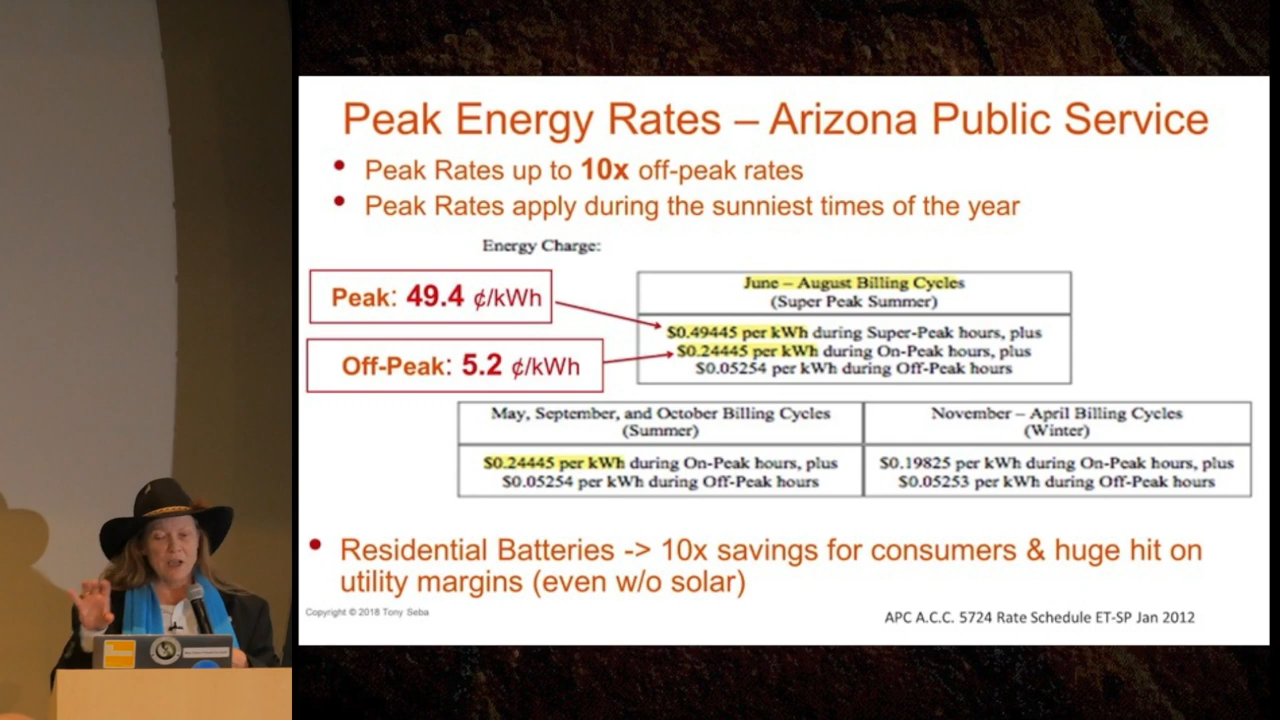 Peak Energy Rates – Arizona Public Service
• Peak Rates up to 10x off-peak rates
• Peak Rates apply during the sunniest times of the year
Energy Charge:
Peak: 49.4 ¢/kWh
Off-Peak: 5.2 ¢/kWh
June – August Billing Cycles
(Super Peak Summer)
$0.49445 per kWh during Super-Peak hours, plus
$0.24445 per kWh during On-Peak hours, plus
$0.05254 per kWh during Off-Peak hours
May, September, and October Billing Cycles
(Summer)
$0.24445 per kWh during On-Peak hours, plus
$0.05254 per kWh during Off-Peak hours
November – April Billing Cycles
(Winter)
$0.19825 per kWh during On-Peak hours, plus
$0.05253 per kWh during Off-Peak hours
• Residential Batteries -> 10x savings for consumers & huge hit on
utility margins (even w/o solar)
Copyright © 2018 Tony Seba
APC A.C.C. 5724 Rate Schedule ET-SP Jan 2012